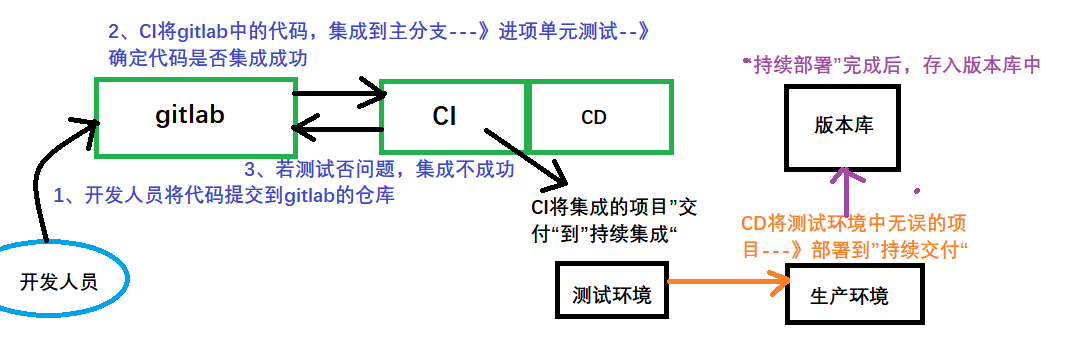 2、CI将gitlab中的代码，集成到主分支---》进项单元测试--》
确定代码是否集成成功
“持续部署”完成后，存入版本库中
gitlab
CI
CD
版本库
3、若测试否问题，集成不成功
1、开发人员将代码提交到gitlab的仓库
CI将集成的项目”交
付“到”持续集成“
CD将测试环境中无误的项
目---》部署到”持续交付“
开发人员
测试环境
生产环境